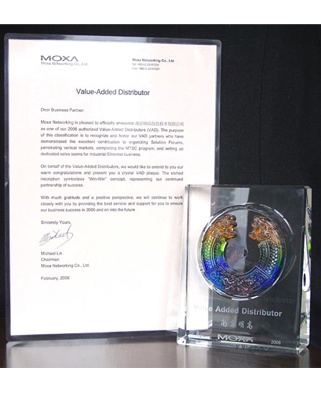 MOXA
Moxa Networking Co., Ltd.
Moxa Networking Co., Ltd.
Value-Added Distributor
Dear Business Partner:
Moxa Networking is pleased to officially announce
as one of our 2006 authorized Value-Added Distributors (VAD). The purpose
of this classification is to recognize and honor our VAD partners who have
demonstrated the excellent contribution to organizing Solution Forums,
penetrating vertical markets, completing the MTSC program, and setting up
dedicated sales teams for Industrial Ethernet business.
On behalf of the Value-Added Distributors, we would like to extend you our
warm congratulations and present you a Crystal VAD plaque. The
inscription symbolizes "Win-Win" concept, representing our continued
partnership of success.
With much gratitude and a positive perspective, we will continue to work
closely with you by providing the best service and support for you to ensure
our business success in 2006 and on into the future.
Sincerely Yours,
Michael Lin
Chairman
Moxa Networking Co., Ltd.
February, 2006
Value Added Distributor
MOXA 2006